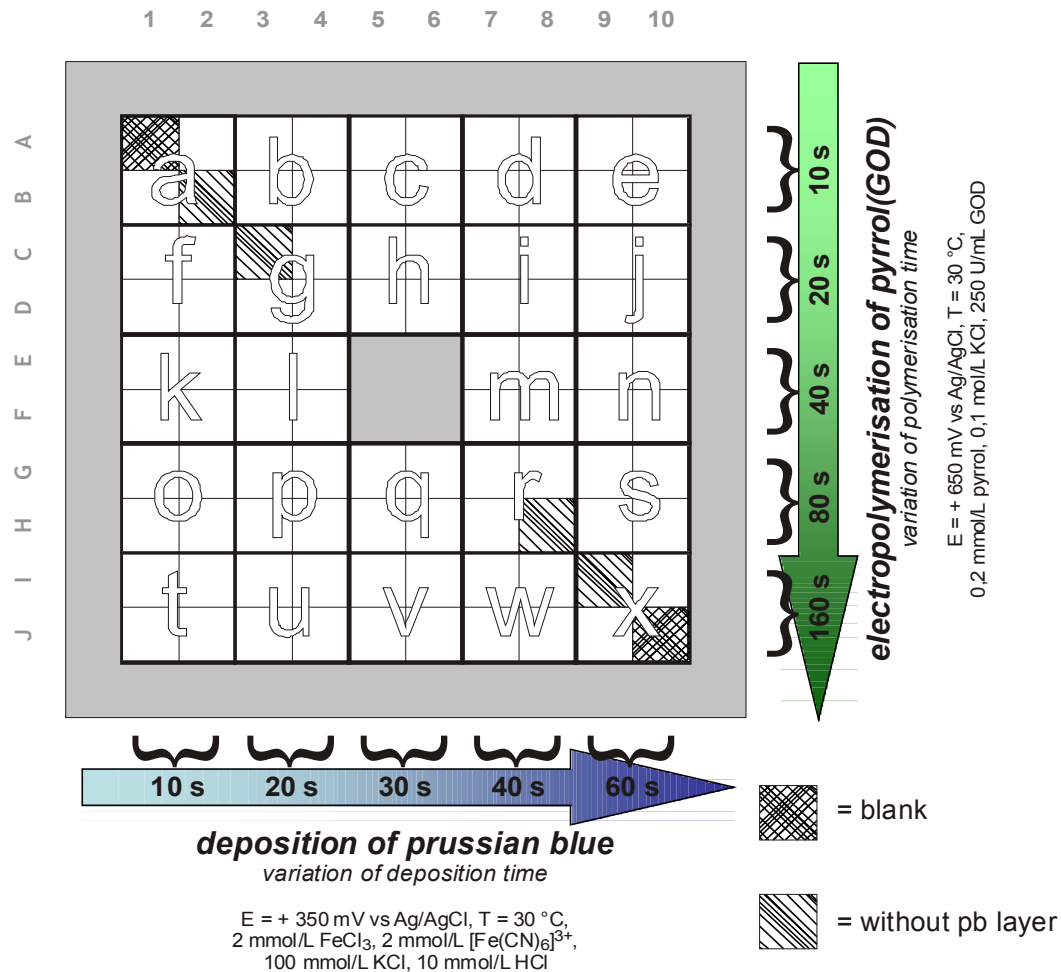 1 2 3 4 5 6 7 8 9 10
A
B
C
D
E
F
G
H
I
J
a b c d e
f g h i j
k l m n
o p q r s
t u v w x
10 s
20 s
40 s
80 s
160 s
electropolymerisation of pyrrol(GOD)
variation of polymerisation time
E = + 650 mV vs Ag/AgCl, T = 30 °C,
0,2 mmol/L pyrrol, 0,1 mol/L KCl, 250 U/mL GOD
10 s 20 s 30 s 40 s 60 s
deposition of prussian blue
variation of deposition time
E = + 350 mV vs Ag/AgCl, T = 30 °C,
2 mmol/L FeCl₃, 2 mmol/L [Fe(CN)₆]³⁺,
100 mmol/L KCl, 10 mmol/L HCl
= blank
= without pb layer